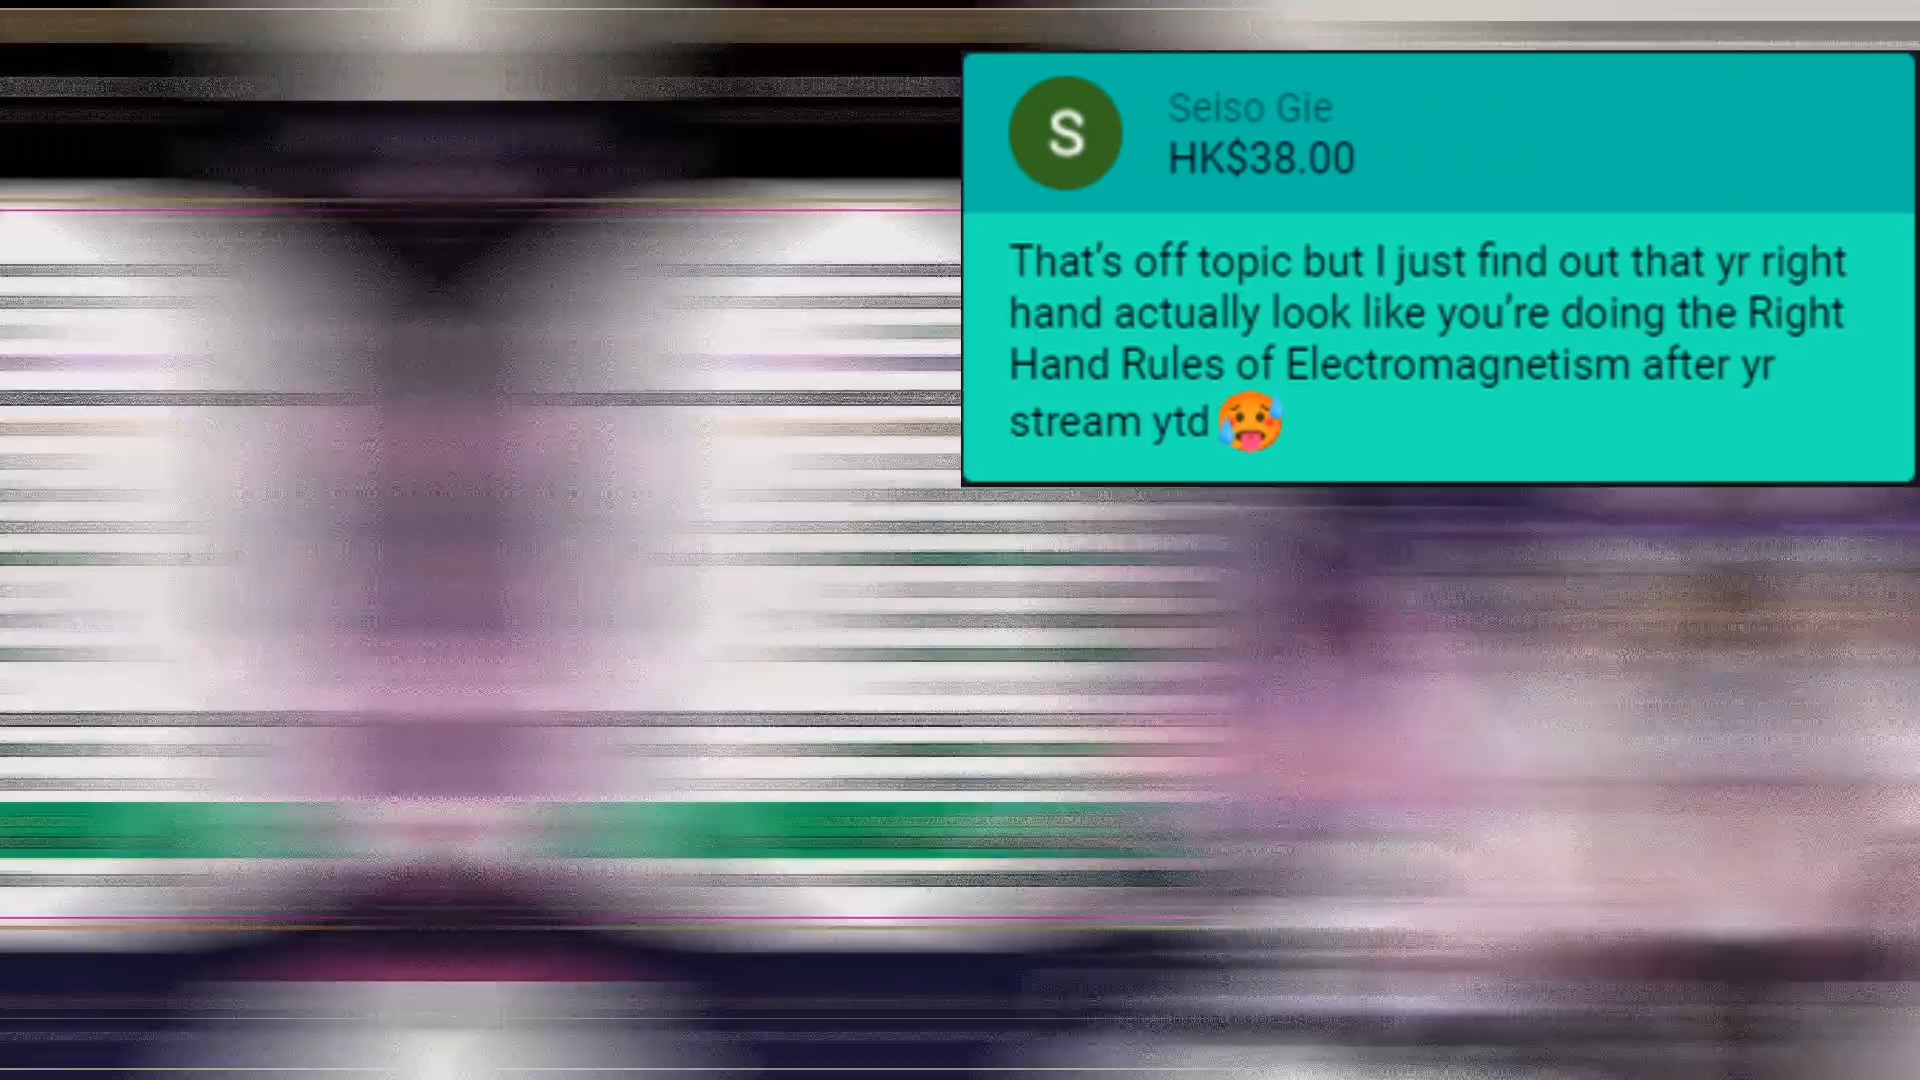 S
Seiso Gie
HK$38.00
That's off topic but I just find out that yr right
hand actually look like you're doing the Right
Hand Rules of Electromagnetism after yr
stream ytd🥵